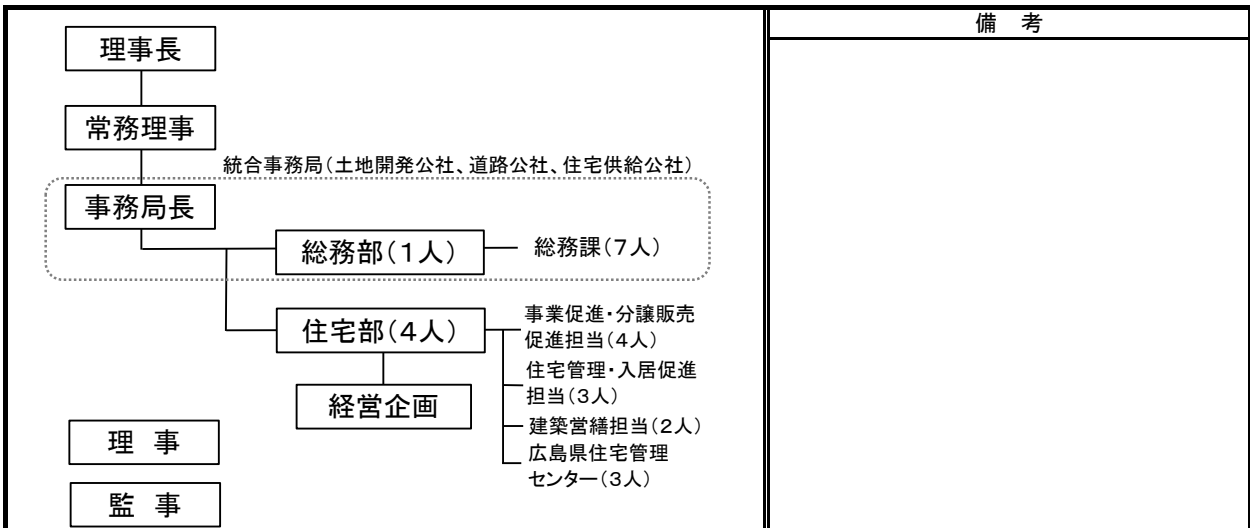 備　考
理事長
常務理事
統合事務局（土地開発公社、道路公社、住宅供給公社）
事務局長
総務部（１人）
総務課（７人）
住宅部（４人）
事業促進・分譲販売
促進担当（４人）
住宅管理・入居促進
担当（３人）
建築営繕担当（２人）
広島県住宅管理
センター（３人）
経営企画
理　事
監　事